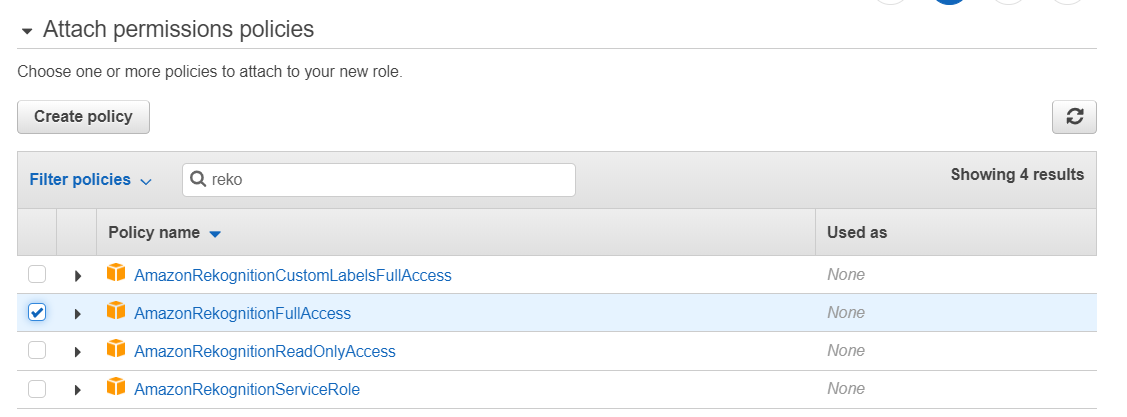 Attach permissions policies
Choose one or more policies to attach to your new role.
Create policy
Filter policies
reko
Showing 4 results
Policy name
Used as
AmazonRekognitionCustomLabelsFullAccess
None
AmazonRekognitionFullAccess
None
AmazonRekognitionReadOnlyAccess
None
AmazonRekognitionServiceRole
None